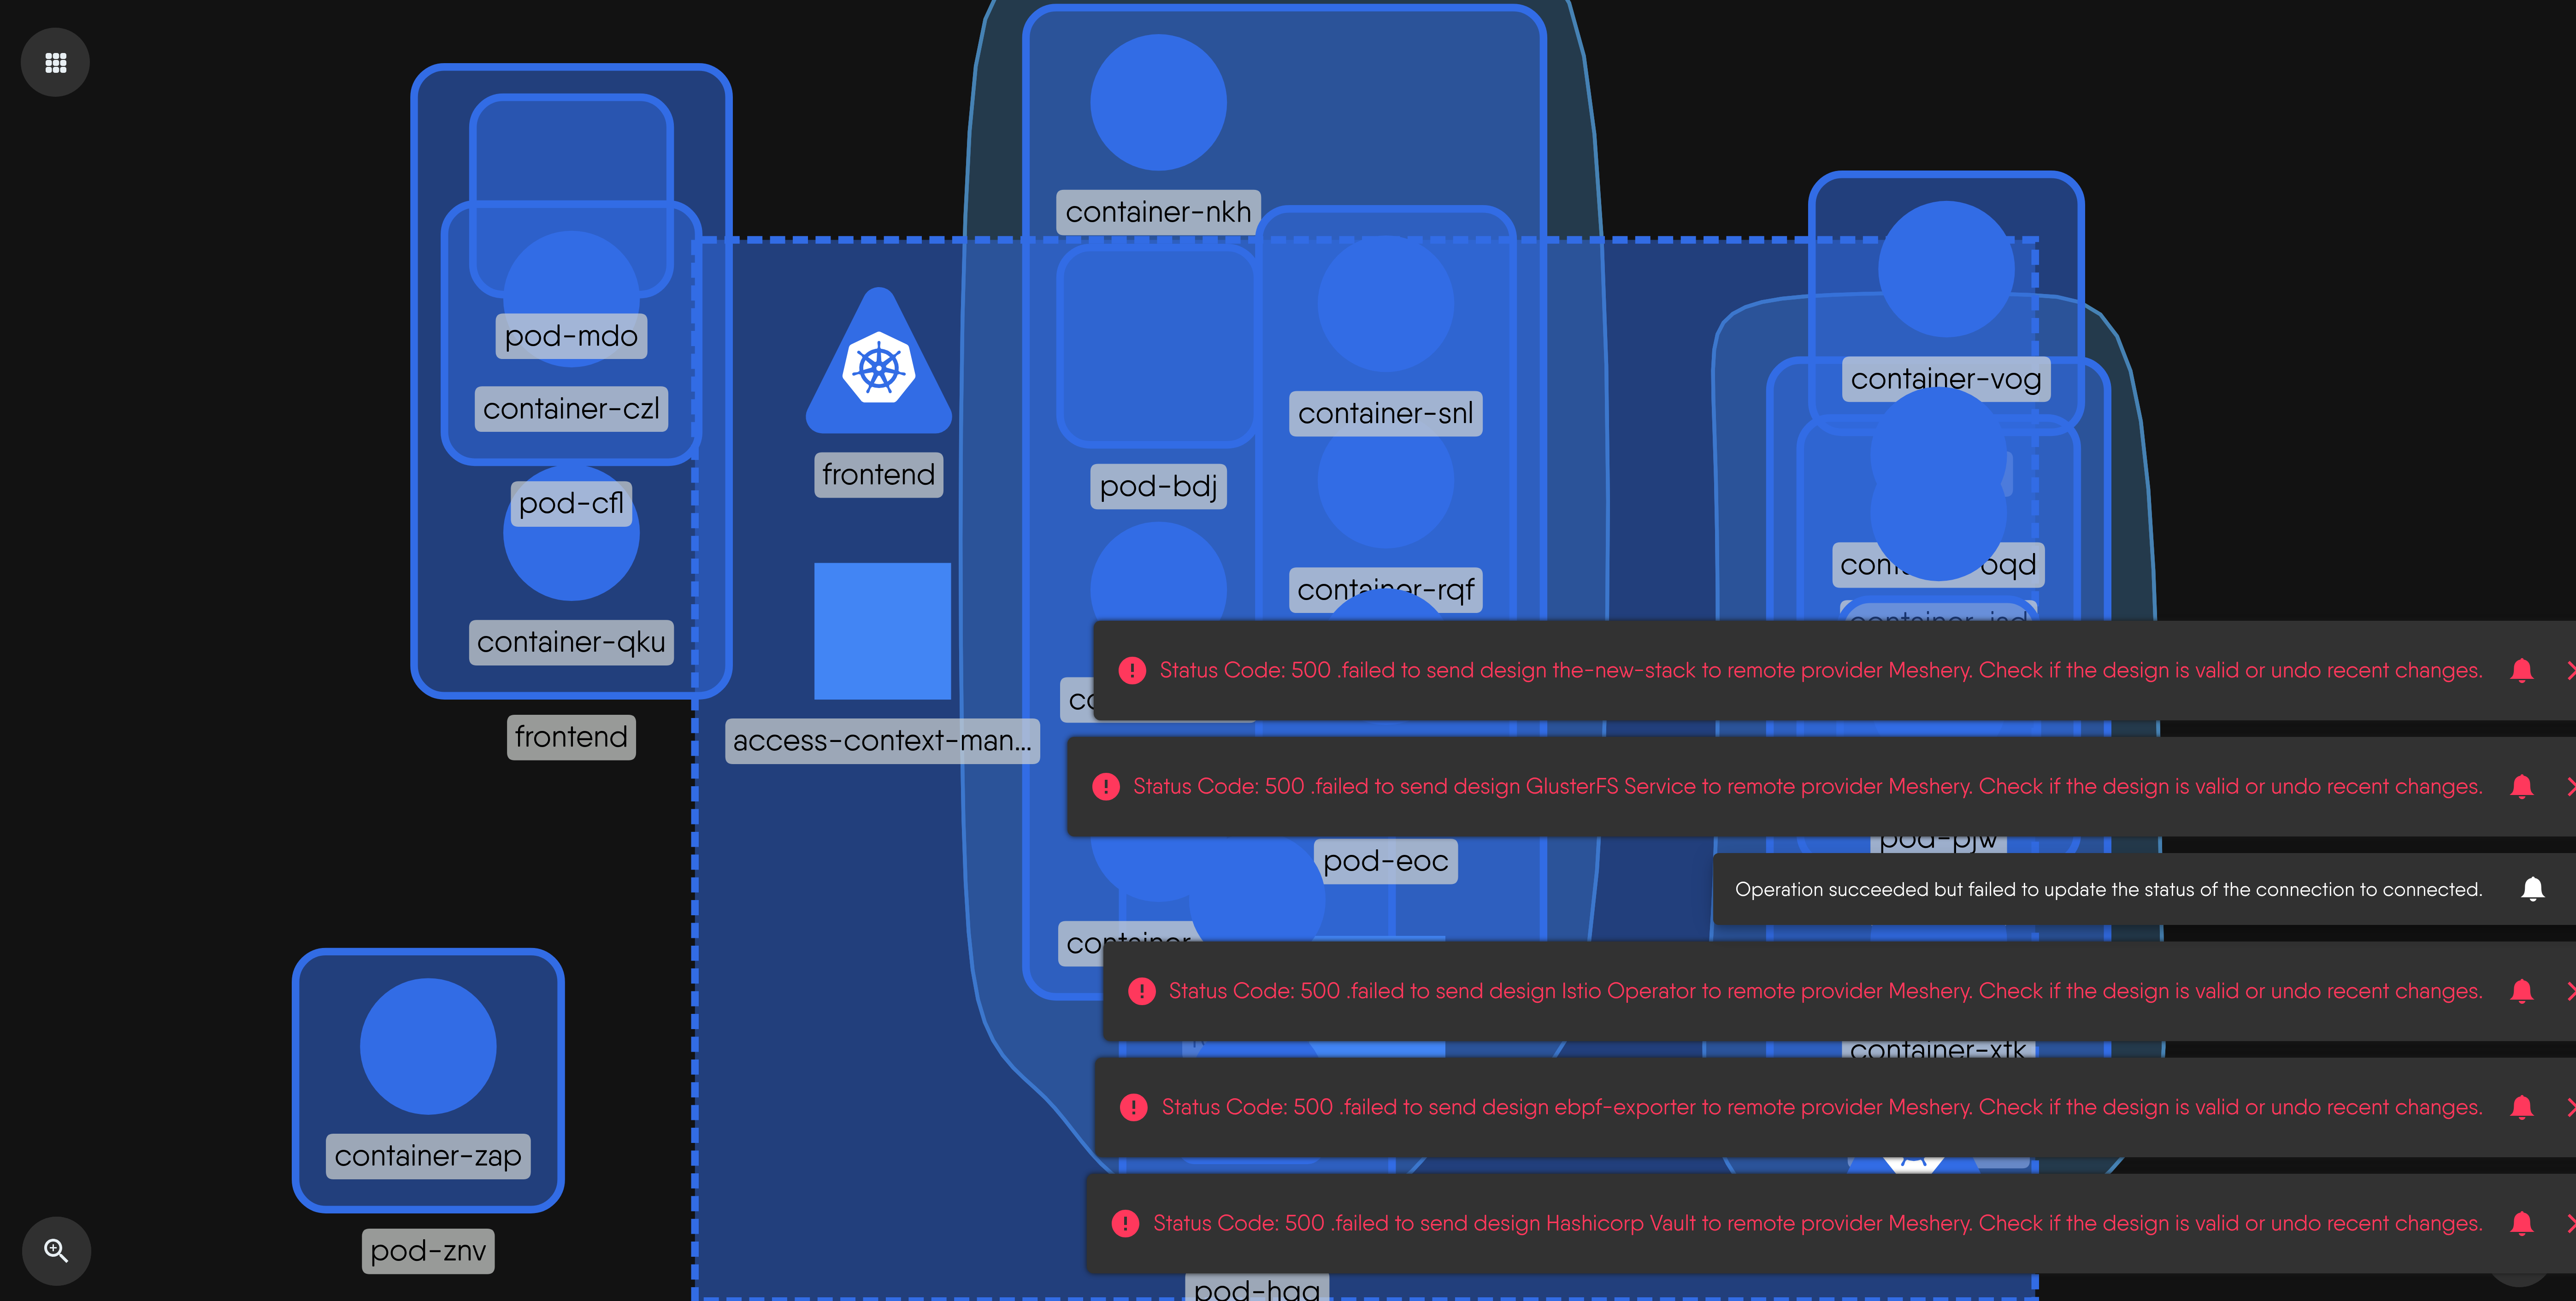 container-nkh
pod-mdo
container-vog
container-czl
container-snl
frontend
pod-bdj
pod-cfl
container-rqf
container-qku
Status Code: 500 .failed to send design the-new-stack to remote provider Meshery. Check if the design is valid or undo recent changes.
frontend
access-context-man...
Status Code: 500 .failed to send design GlusterFS Service to remote provider Meshery. Check if the design is valid or undo recent changes.
pod-pjw
pod-eoc
Operation succeeded but failed to update the status of the connection to connected.
container
Status Code: 500 .failed to send design Istio Operator to remote provider Meshery. Check if the design is valid or undo recent changes.
container-xtk
Status Code: 500 .failed to send design ebpf-exporter to remote provider Meshery. Check if the design is valid or undo recent changes.
container-zap
Status Code: 500 .failed to send design Hashicorp Vault to remote provider Meshery. Check if the design is valid or undo recent changes.
pod-znv